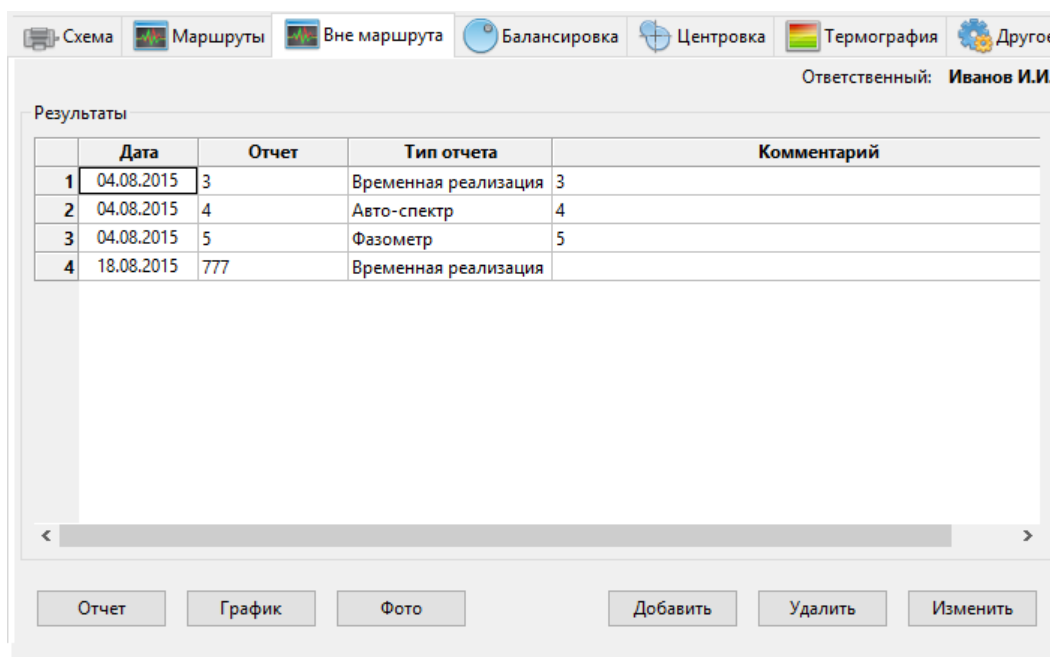 Схема Маршруты Вне маршрута Балансировка Центровка Термография Другое
Ответственный: Иванов И.И.
Результаты
Дата Отчет Тип отчета Комментарий
1 04.08.2015 3 Временная реализация 3
2 04.08.2015 4 Авто-спектр 4
3 04.08.2015 5 Фазометр 5
4 18.08.2015 777 Временная реализация
Отчет График Фото Добавить Удалить Изменить